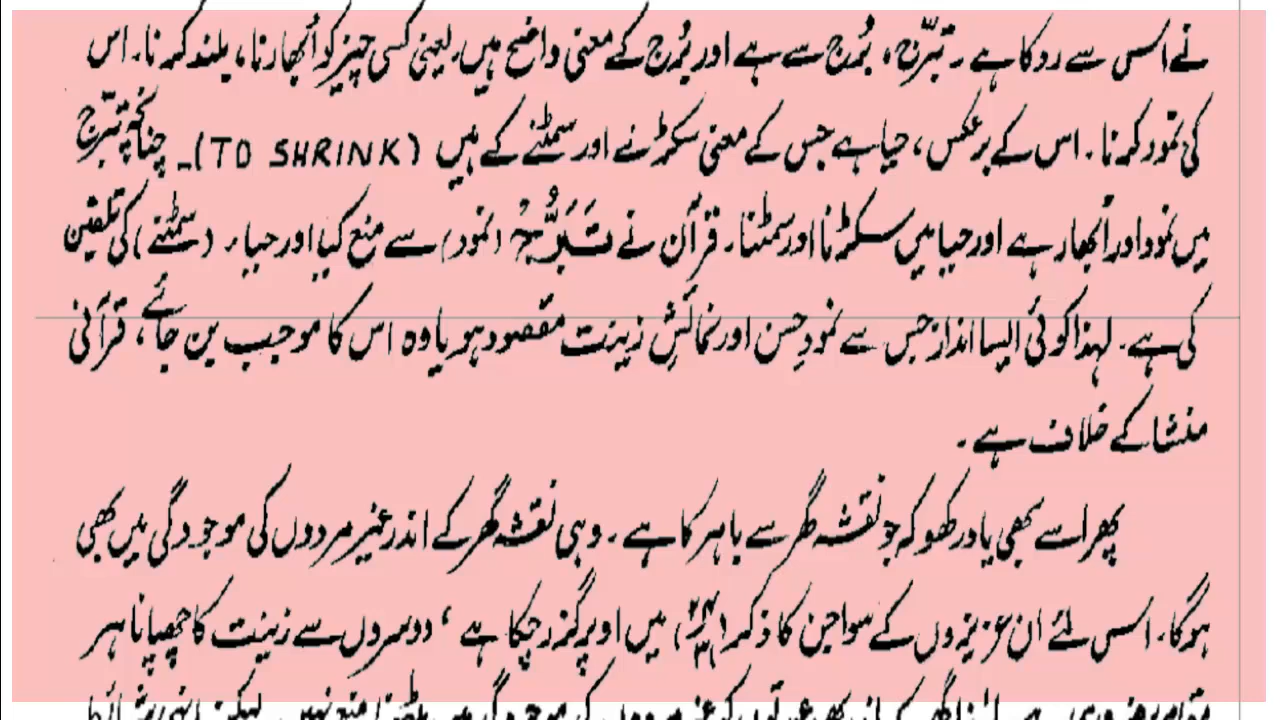 نے اس سے روکا ہے۔ تبرّج، بُرج سے ہے اور بُرج کے معنی واضح ہیں یعنی کسی چیز کو اُبھارنا، بلند کرنا۔ اس
کی نمود کرنا۔ اس کے برعکس، حیا ہے جس کے معنی سکڑنے اور سمٹنے کے ہیں (TO SHRINK)۔ چنانچہ تبرّج
میں نمود اور اُبھار ہے اور حیا میں سکڑنا اور سمٹنا۔ قرآن نے تَبَرُّجْ (نمود) سے منع کیا اور حیاء۔ (سمٹنے) کی تلقین
کی ہے۔ لہٰذا کوئی ایسا انداز جس سے نمودِ حسن اور نمائشِ زینت مقصود ہو یا وہ اس کا موجب بن جائے، قرآنی
منشا کے خلاف ہے۔
پھر اسے بھی یاد رکھو کہ جو نقشہ گھر سے باہر کا ہے۔ وہی نقشہ گھر کے اندر غیر مردوں کی موجودگی میں بھی
ہوگا۔ اس لئے ان عزیزوں کے سوا جن کا ذکر (۲۴/۳۱) میں اوپر گزر چکا ہے، دوسروں سے زینت کا چھپانا ہر